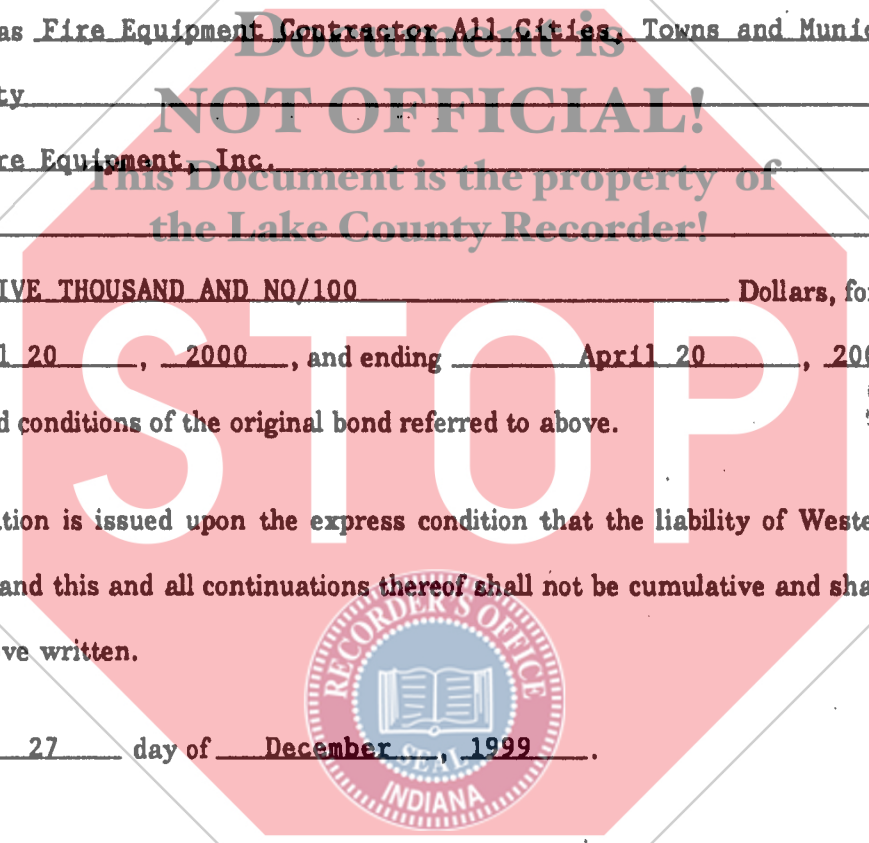 as Fire Equipment Contractor All Cities, Towns and Munic
Document is
ty
NOT OFFICIAL!
re Equipment, Inc.
This Document is the property of
the Lake County Recorder!
IVE THOUSAND AND NO/100 Dollars, fo
l 20, 2000, and ending April 20, 200
d conditions of the original bond referred to above.
STOP
tion is issued upon the express condition that the liability of Weste
and this and all continuations thereof shall not be cumulative and sha
ve written.
RECORDER'S OFFICE
27 day of December, 1999.
SEAL
INDIANA